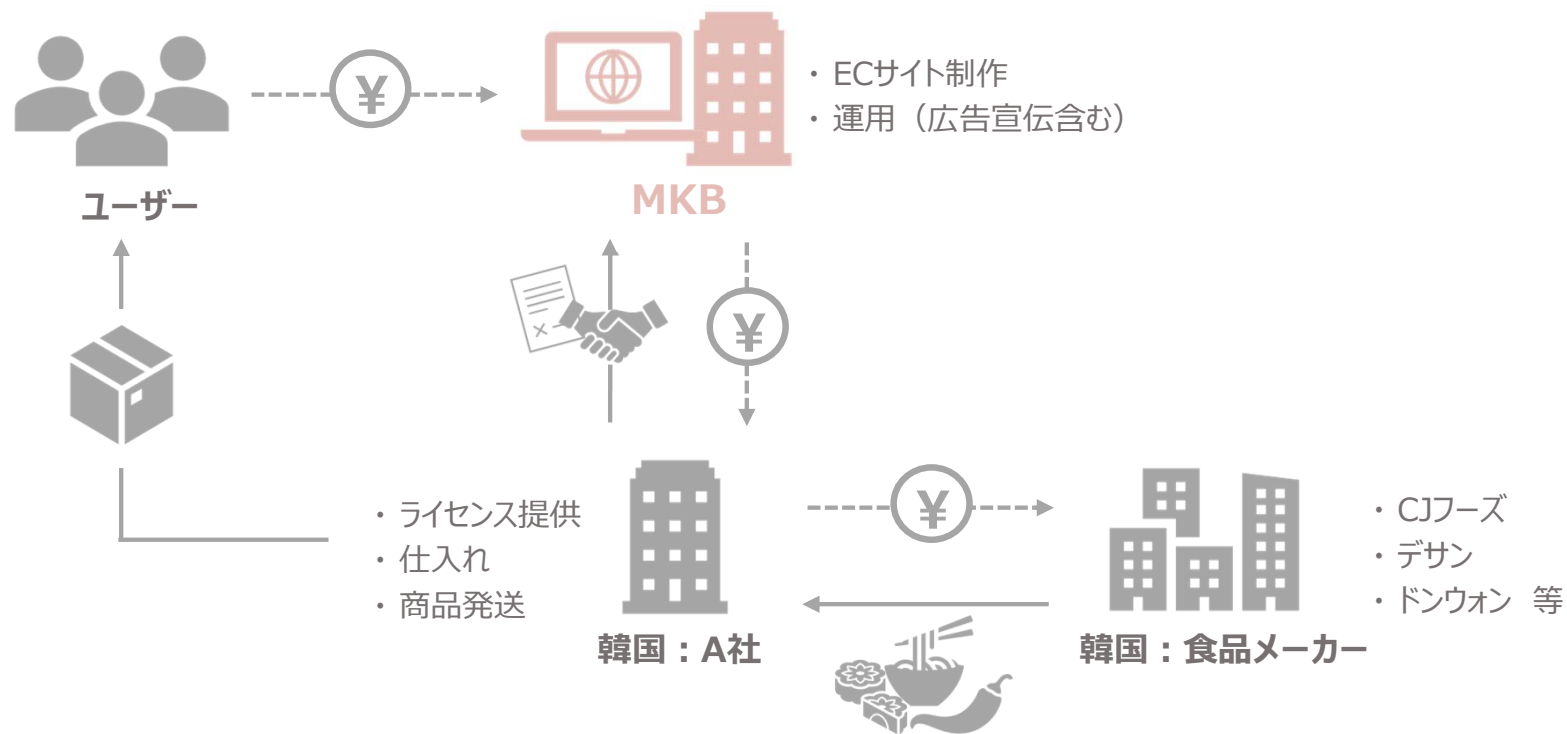 ¥
・ ECサイト制作
・ 運用（広告宣伝含む）
ユーザー
MKB
¥
・ ライセンス提供
・ 仕入れ
・ 商品発送
¥
・ CJフーズ
・ デサン
・ ドンウォン 等
韓国：A社
韓国：食品メーカー